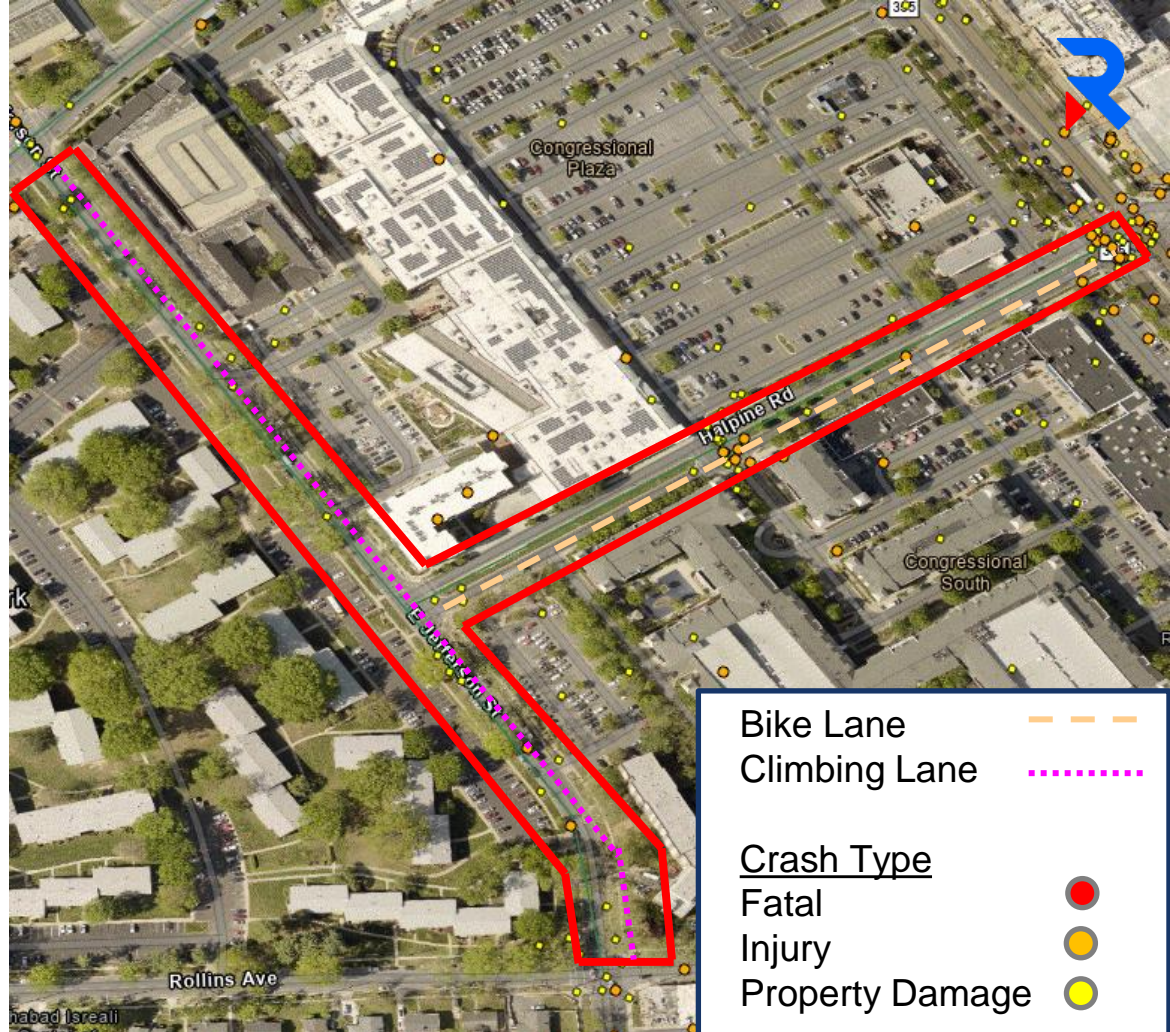 355
Congressional
Plaza
Halpine Rd
Congressional
South
E Jefferson St
Rollins Ave
Bike Lane
Climbing Lane
Crash Type
Fatal
Injury
Property Damage